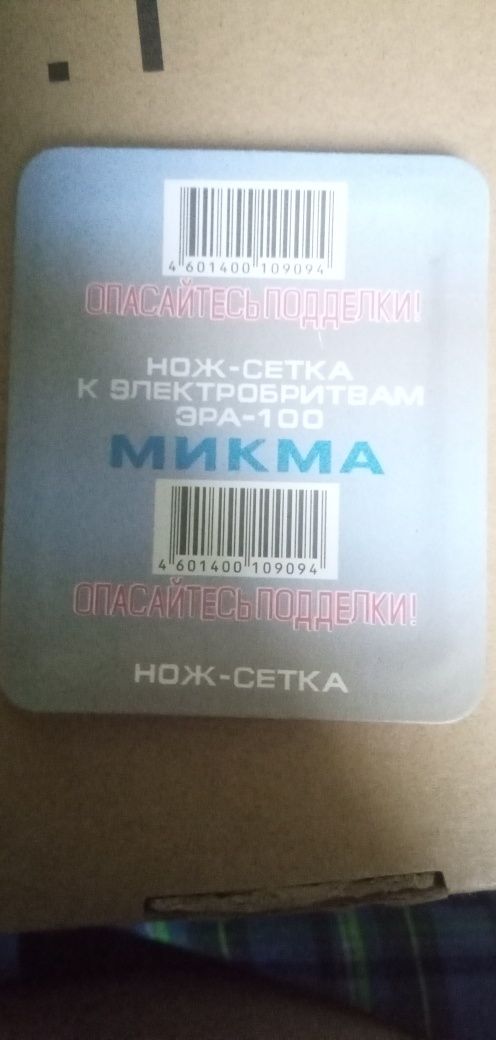 4 601400 109094
ОПАСАЙТЕСЬ ПОДДЕЛКИ!
НОЖ-СЕТКА
К ЭЛЕКТРОБРИТВАМ
ЭРА-100
МИКМА
4 601400 109094
ОПАСАЙТЕСЬ ПОДДЕЛКИ!
НОЖ-СЕТКА